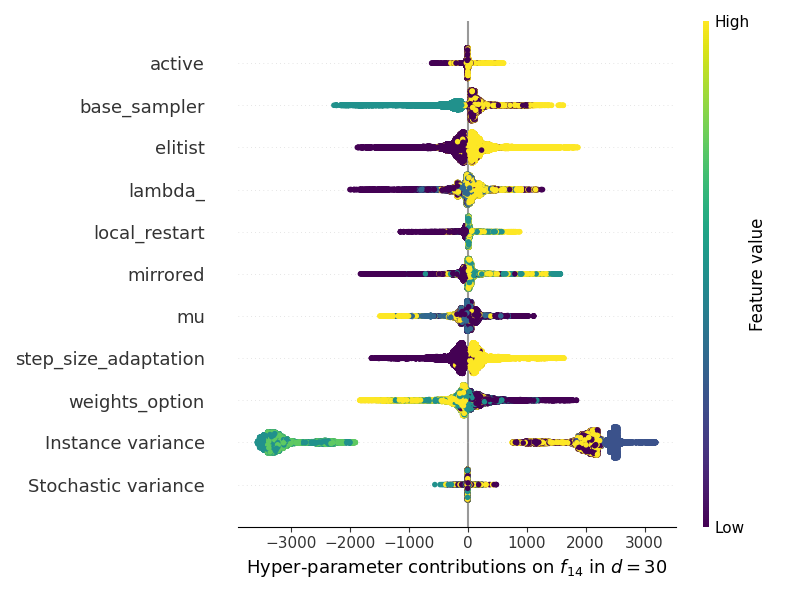 High
active
base_sampler
elitist
lambda_
local_restart
mirrored
mu
step_size_adaptation
weights_option
Instance variance
Stochastic variance
Feature value
Low
−3000 −2000 −1000 0 1000 2000 3000
Hyper-parameter contributions on f14 in d = 30